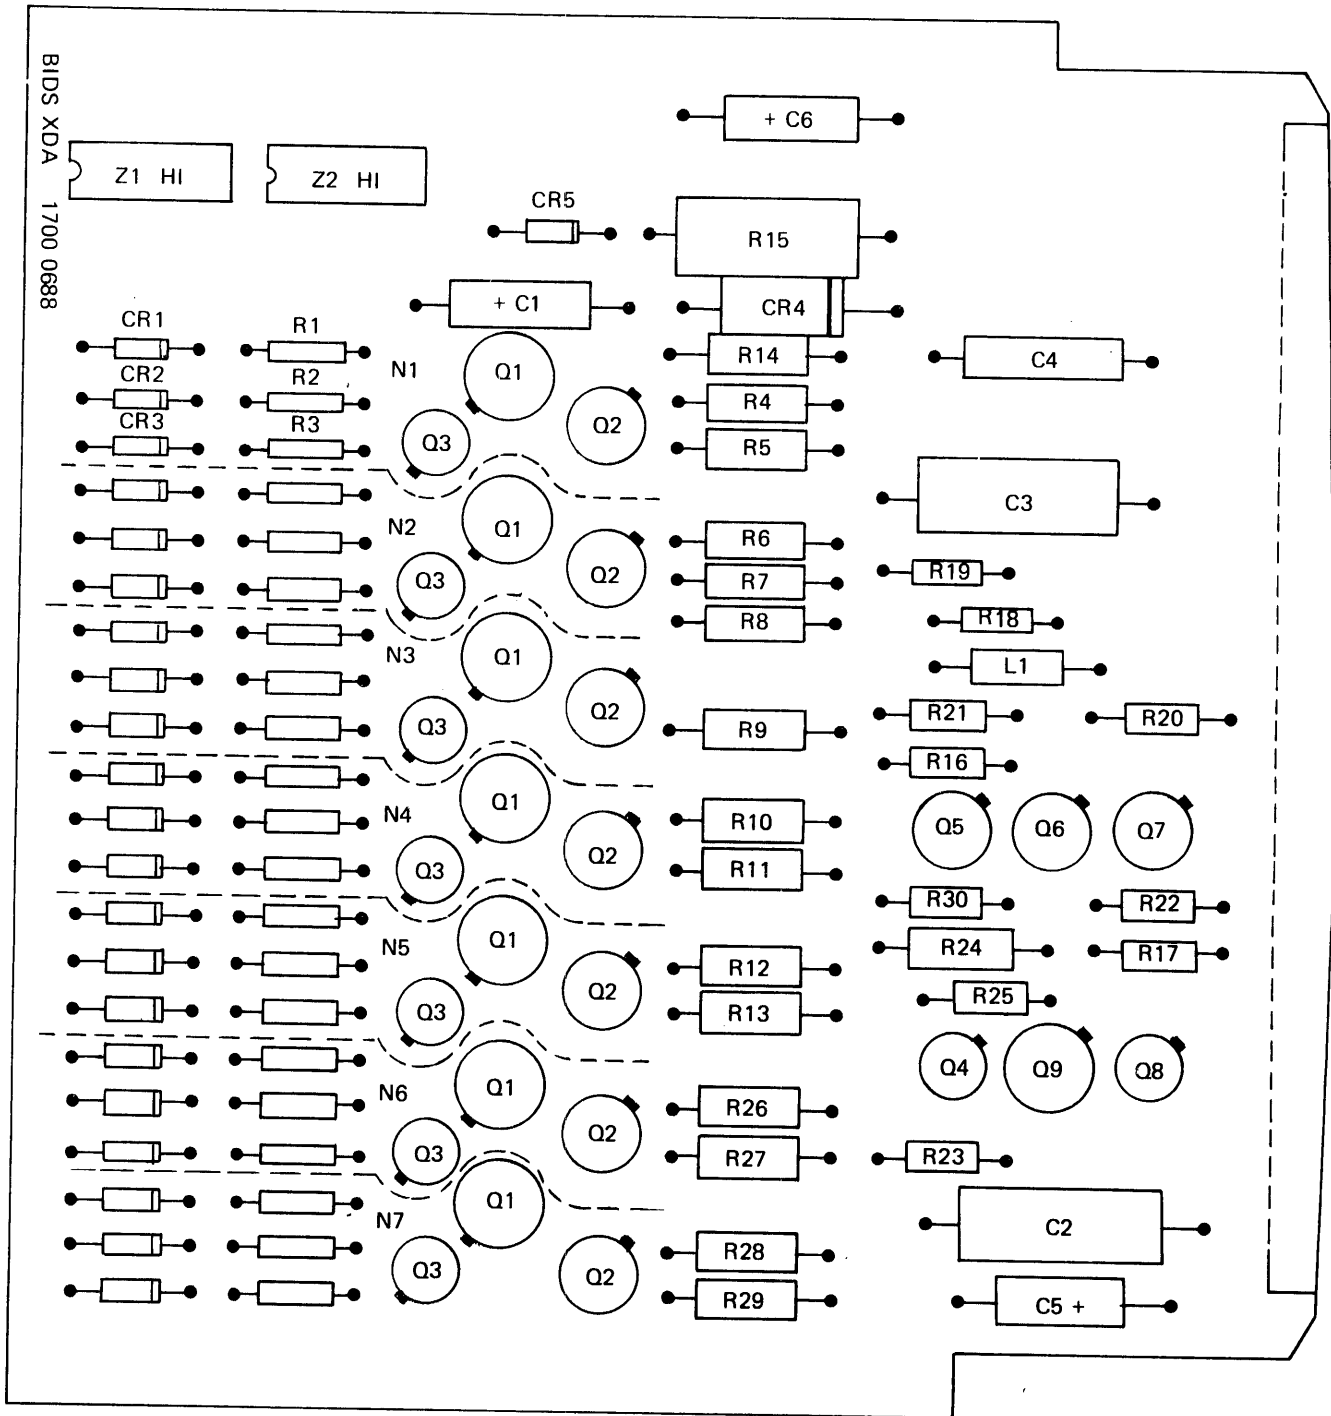 BIDS XDA 1700 0688
+ C6
Z1 HI
Z2 HI
CR5
R15
+ C1
CR4
CR1
R1
N1
Q1
R14
C4
CR2
R2
R4
Q2
CR3
R3
Q3
R5
C3
N2
Q1
R6
Q3
Q2
R7
R19
R8
R18
N3
Q1
L1
Q3
Q2
R9
R21
R20
R16
N4
Q1
R10
Q5
Q6
Q7
Q3
Q2
R11
R30
R22
N5
Q1
R24
R17
R12
Q3
Q2
R13
R25
N6
Q1
Q4
Q9
Q8
R26
Q3
Q2
R27
R23
N7
Q1
C2
R28
Q3
Q2
R29
C5 +